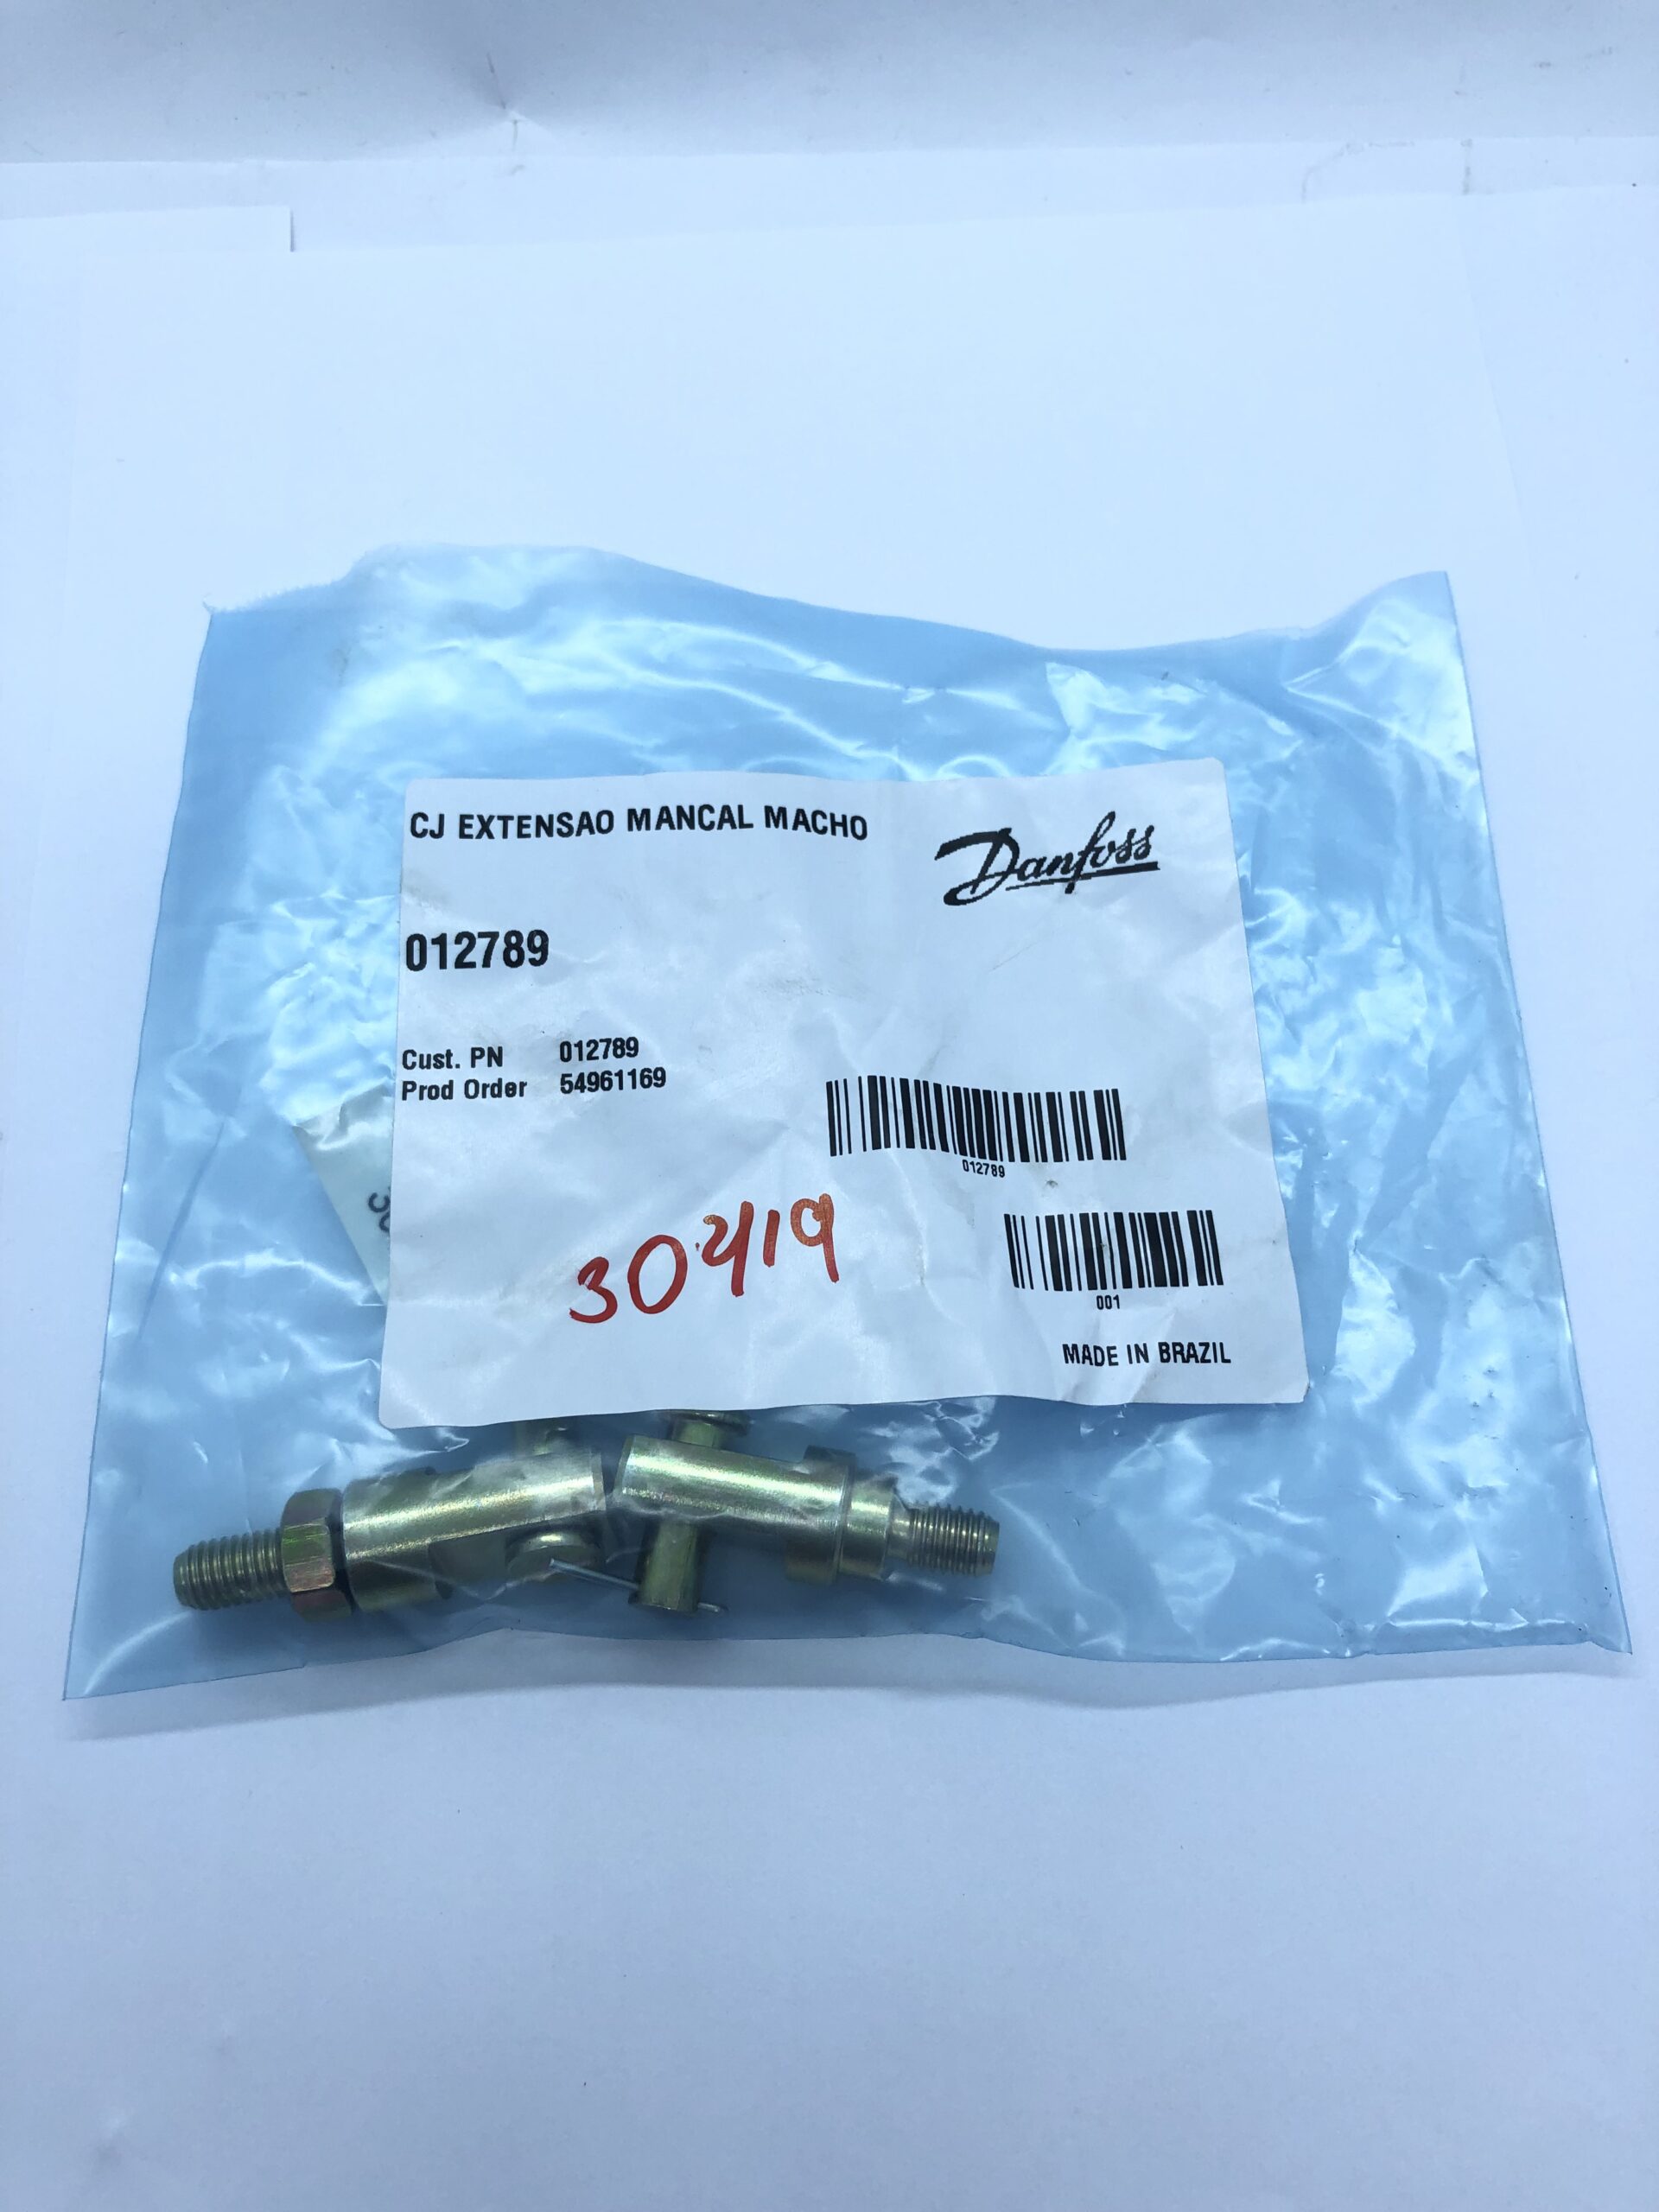 CJ EXTENSAO MANCAL MACHO
Danfoss
012789
Cust. PN 012789
Prod Order 54961169
012789
30419
001
MADE IN BRAZIL